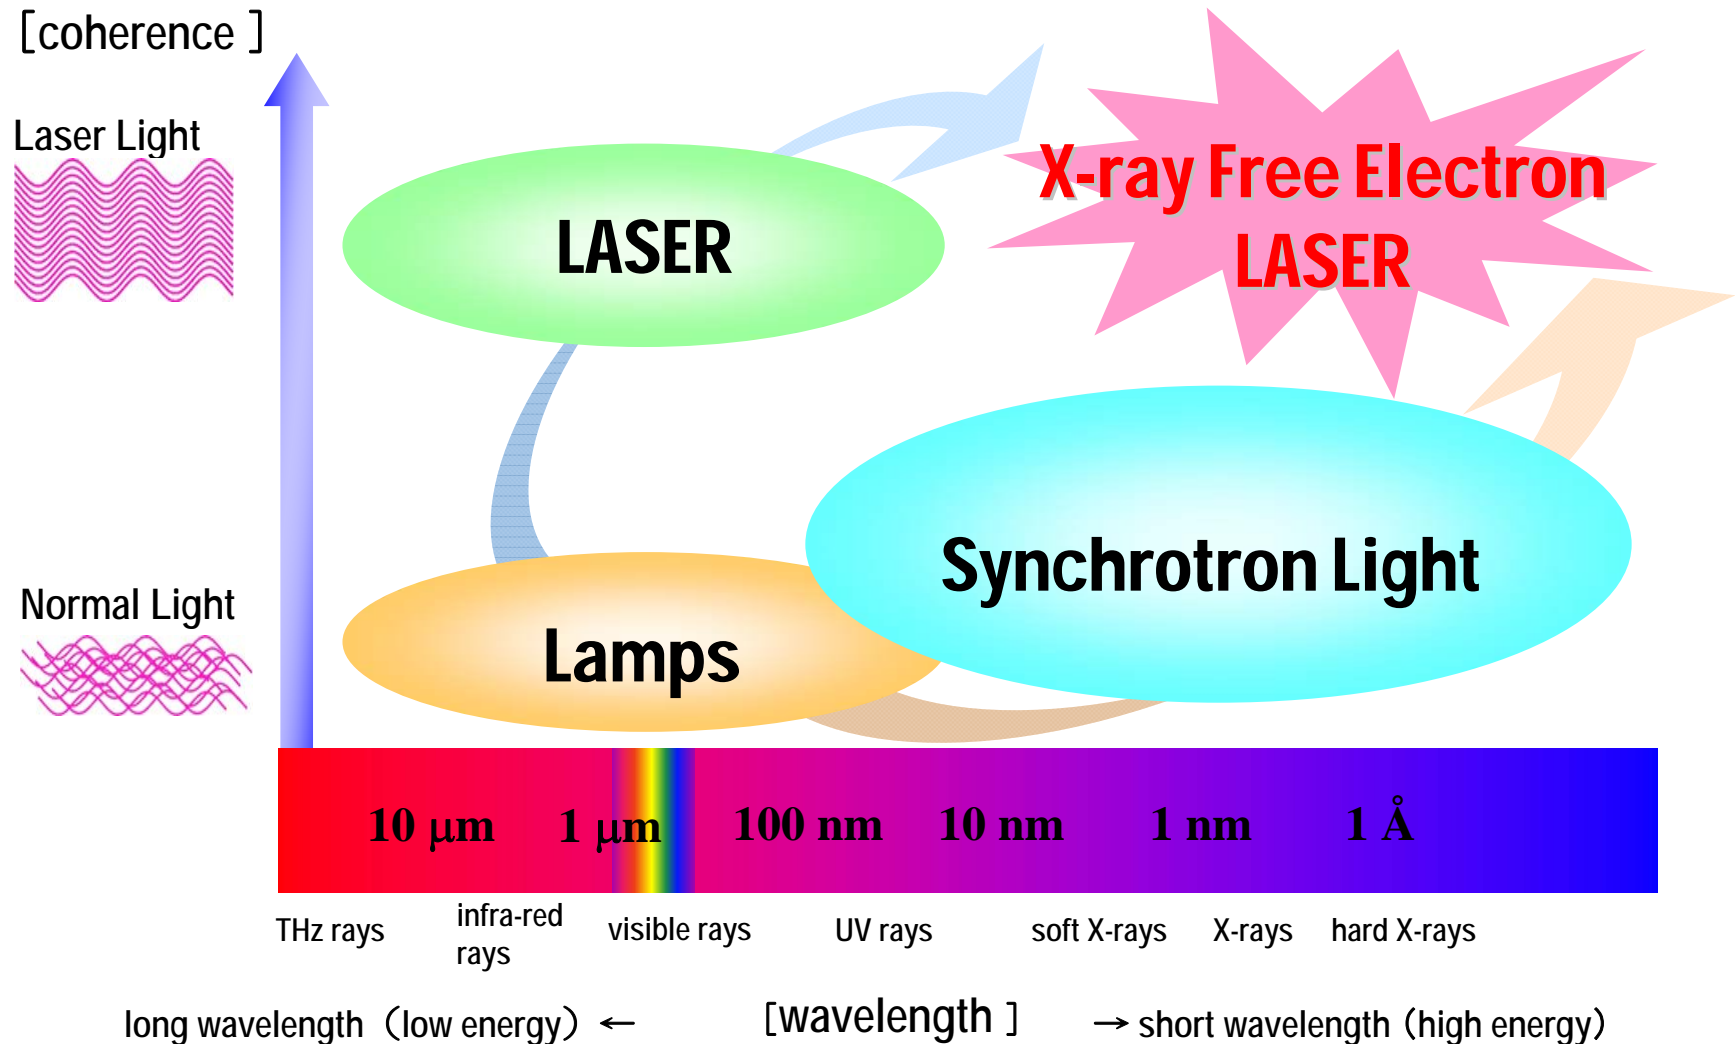 [coherence ]
Laser Light
X-ray Free Electron
LASER
LASER
Synchrotron Light
Normal Light
Lamps
10 μm 1 μm 100 nm 10 nm 1 nm 1 Å
THz rays
infra-red
rays
visible rays
UV rays
soft X-rays
X-rays
hard X-rays
long wavelength (low energy) ← [wavelength ] → short wavelength (high energy)